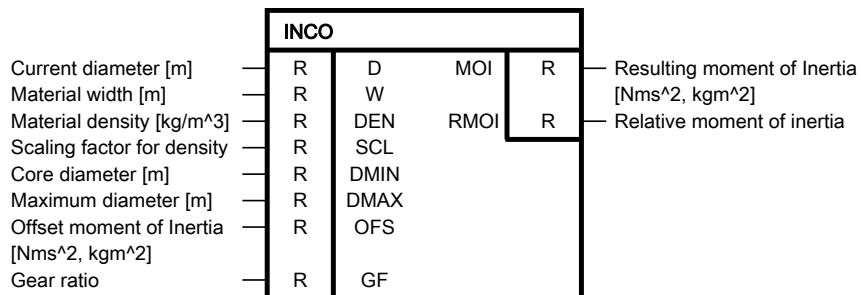 INCO
Current diameter [m] R D MOI R Resulting moment of Inertia
Material width [m] R W [Nms^2, kgm^2]
Material density [kg/m^3] R DEN RMOI R Relative moment of inertia
Scaling factor for density R SCL
Core diameter [m] R DMIN
Maximum diameter [m] R DMAX
Offset moment of Inertia R OFS
[Nms^2, kgm^2]
Gear ratio R GF